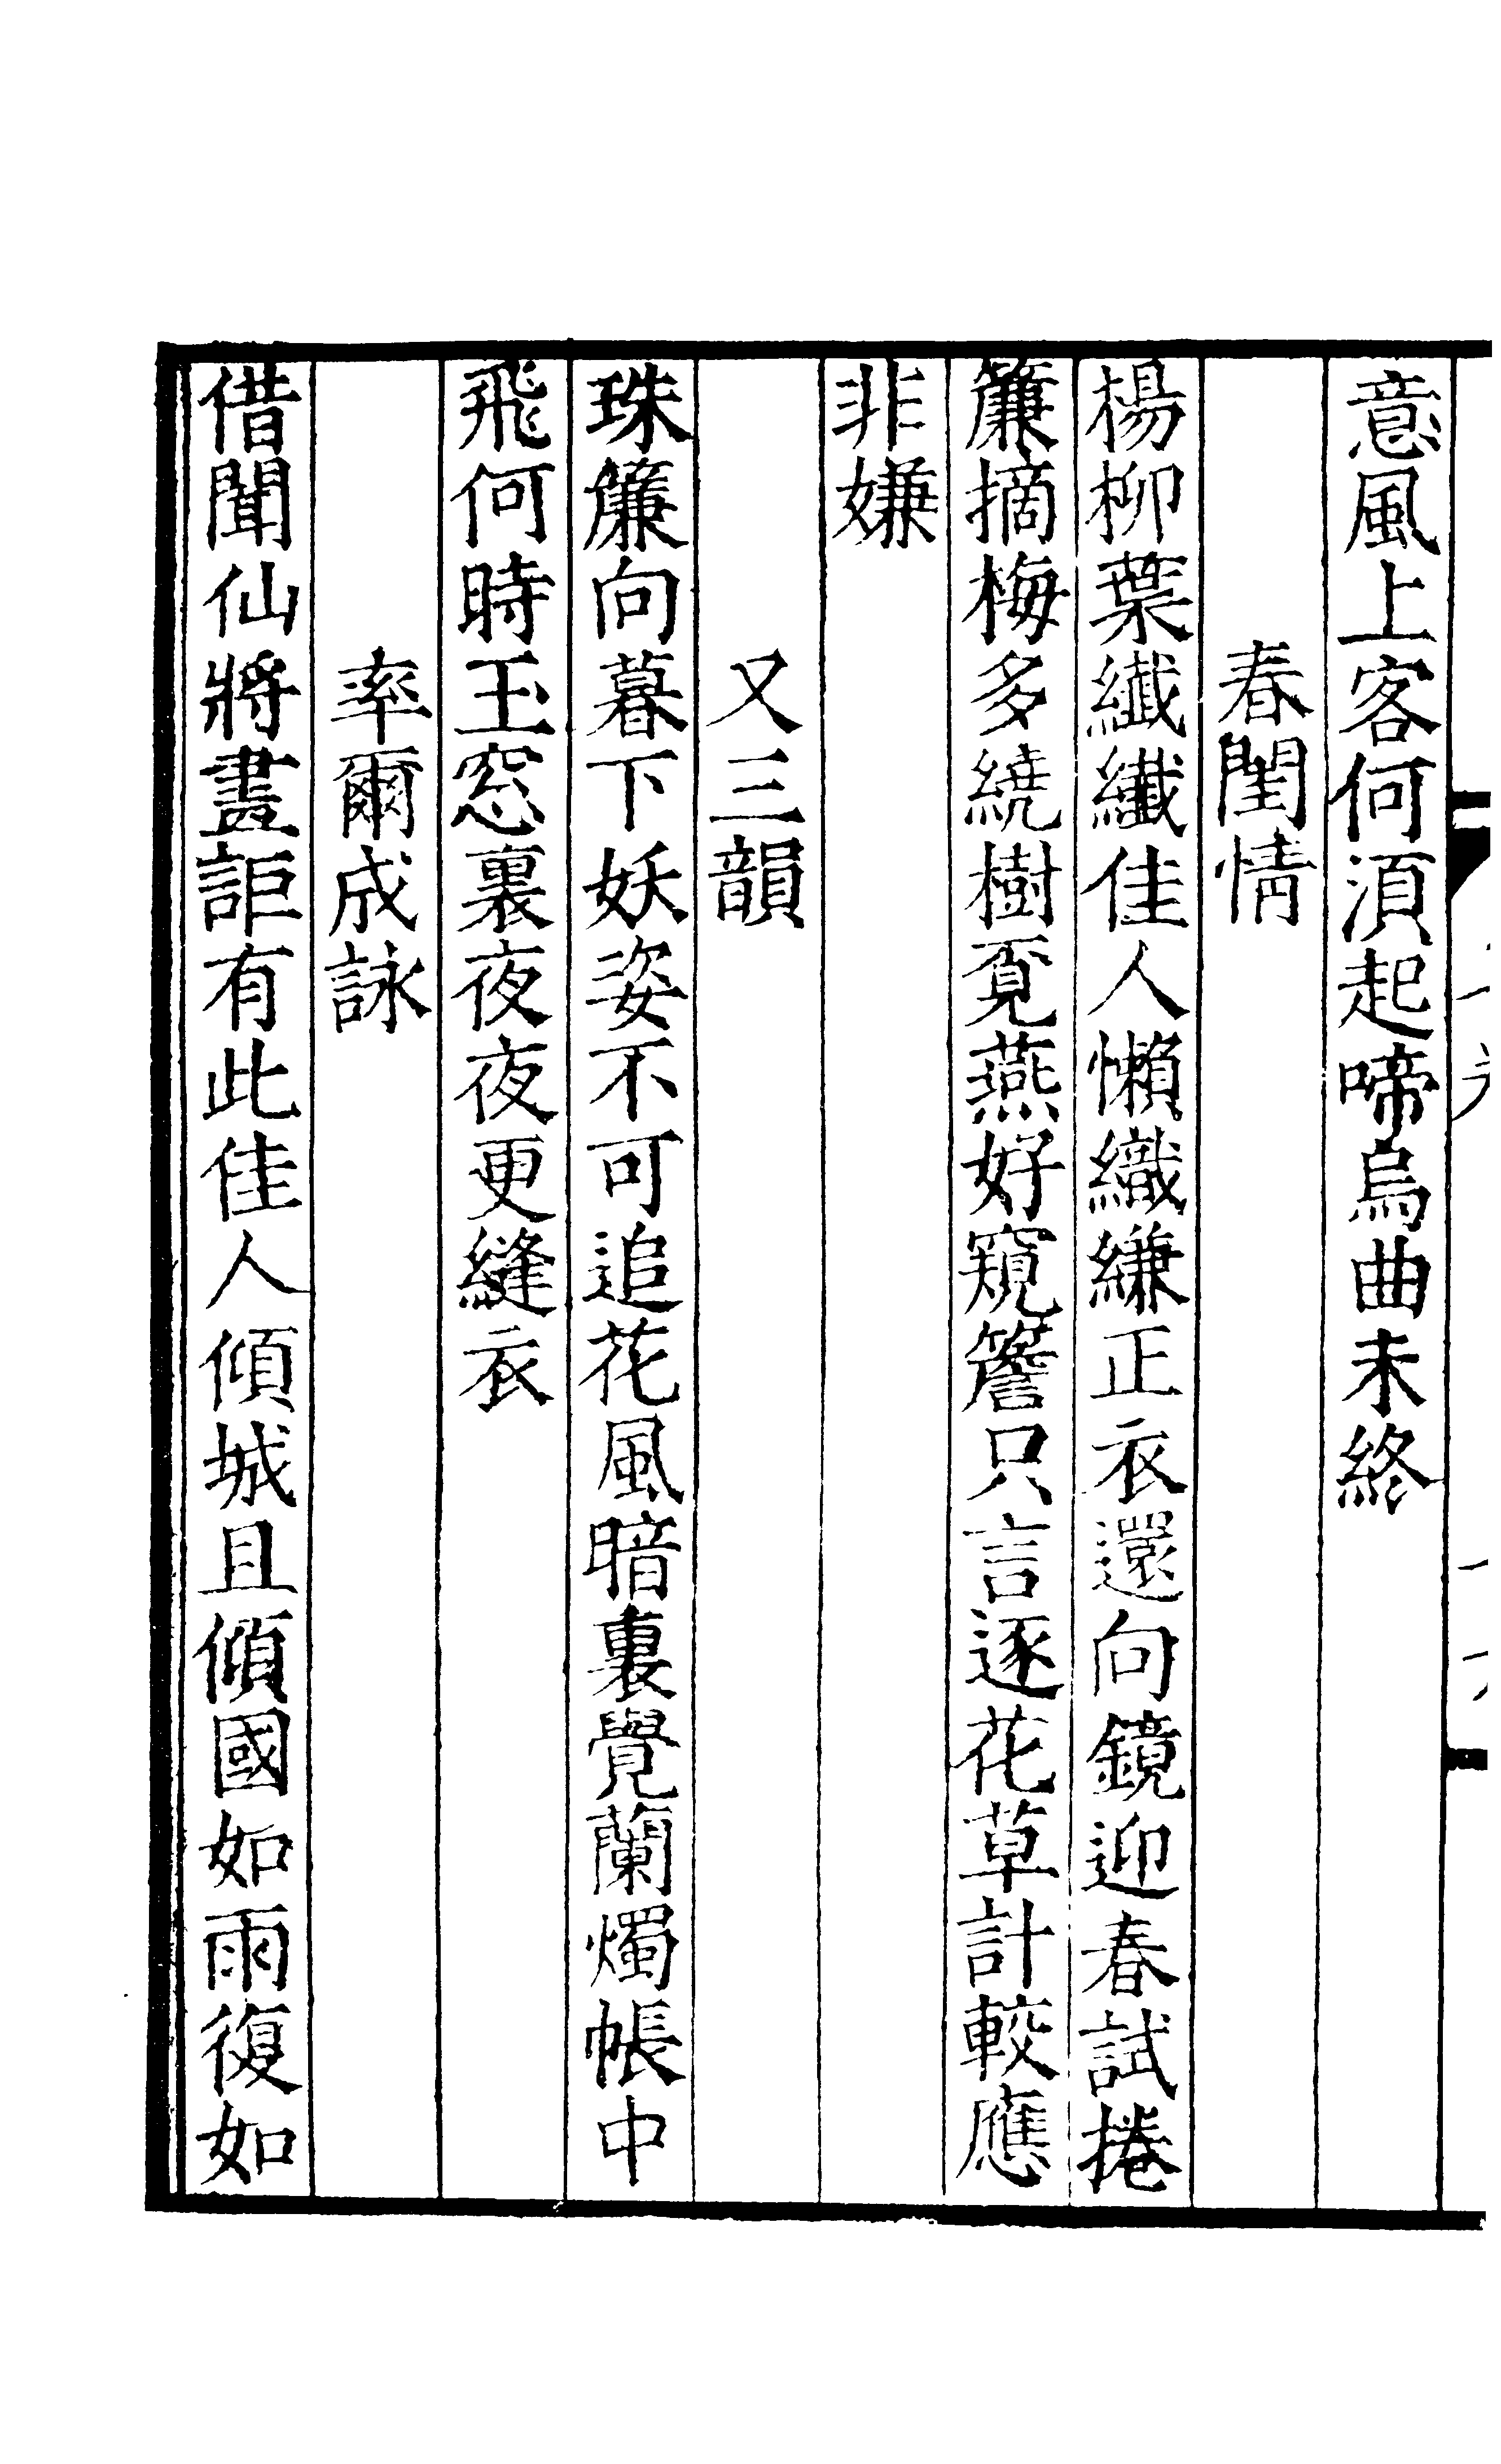 意風上客何湏起啼烏曲未終
春閨情
楊柳葉纖纖佳人懶織縑正衣還向鏡迎春試捲
簾摘梅多繞樹覔燕好窺簷只言逐花草計較應
非嫌
又三韻
珠簾向暮下妖姿不可追花風暗裏覺蘭燭帳中
飛何時玉窓裏夜夜更縫衣
率爾成詠
借聞仙將畫詎有此佳人傾城且傾國如雨復如